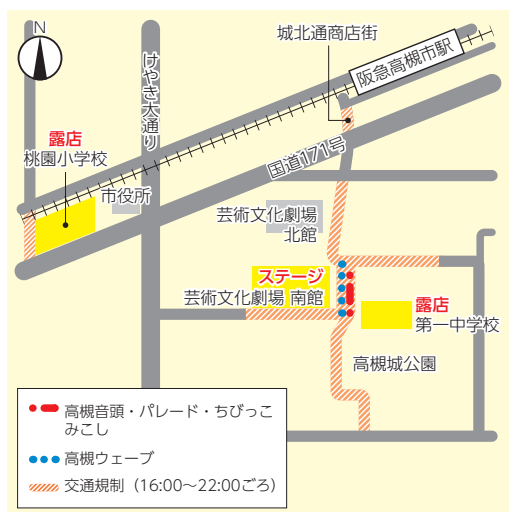 N
城北通商店街
阪急高槻市駅
けやき大通り
国道171号
露店
桃園小学校
市役所
芸術文化劇場
北館
ステージ
芸術文化劇場 南館
露店
第一中学校
高槻城公園
高槻音頭・パレード・ちびっこ
みこし
高槻ウェーブ
交通規制（16:00～22:00ごろ）